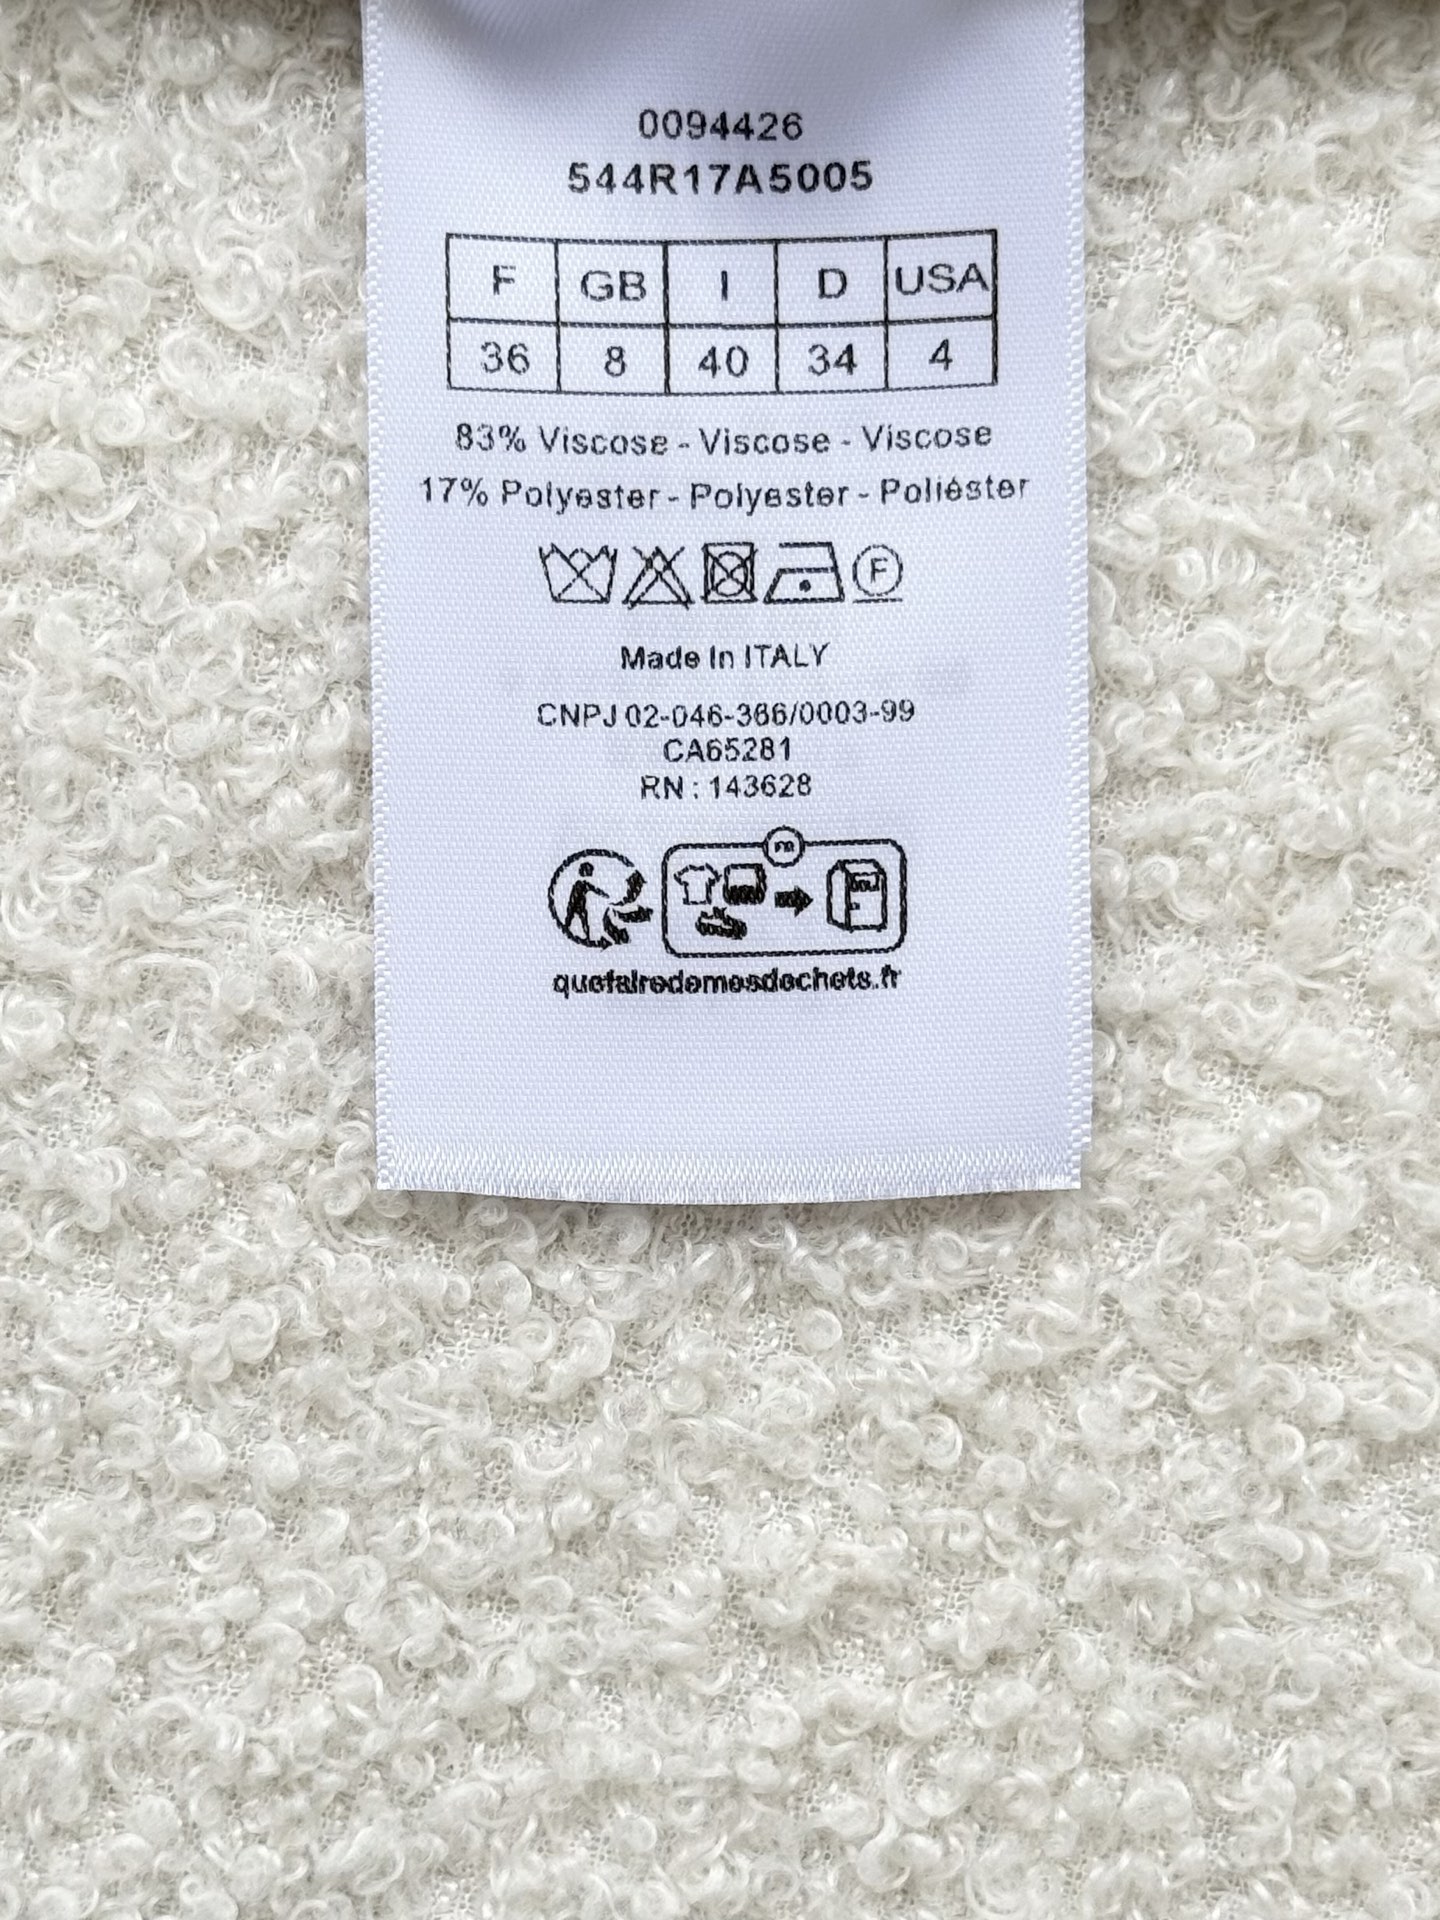 0094426
544R17A5005
F GB I D USA
36 8 40 34 4
83% Viscose - Viscose - Viscose
17% Polyester - Polyester - Poliéster
F
Made In ITALY
CNPJ 02-046-366/0003-99
CA65281
RN : 143628
FR
quefairedemesdechets.fr